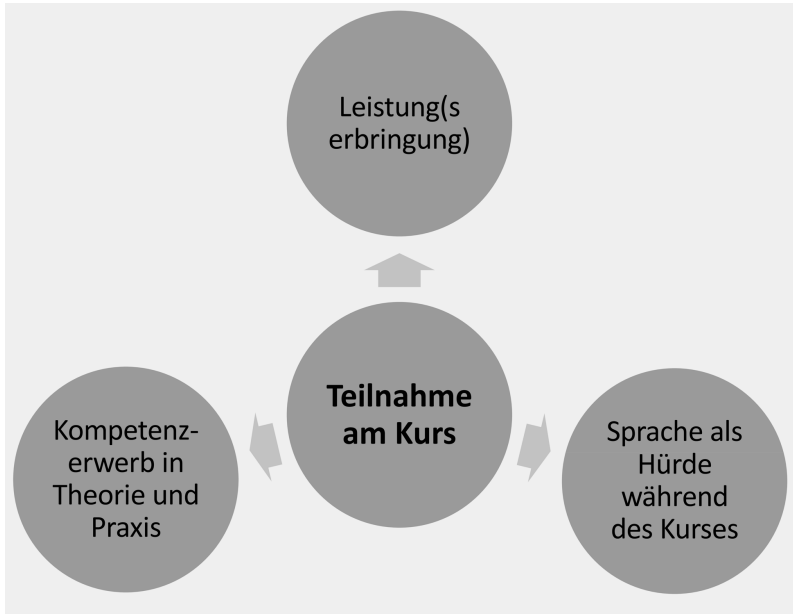 Leistung(s
erbringung)
Teilnahme
am Kurs
Kompetenz-
erwerb in
Theorie und
Praxis
Sprache als
Hürde
während
des Kurses